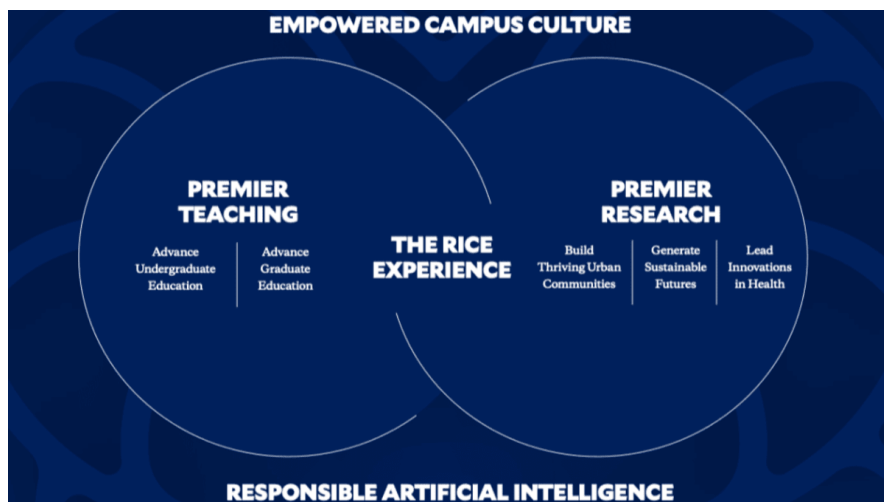 EMPOWERED CAMPUS CULTURE
PREMIER
TEACHING
Advance
Undergraduate
Education
Advance
Graduate
Education
THE RICE
EXPERIENCE
PREMIER
RESEARCH
Build
Thriving Urban
Communities
Generate
Sustainable
Futures
Lead
Innovations
in Health
RESPONSIBLE ARTIFICIAL INTELLIGENCE